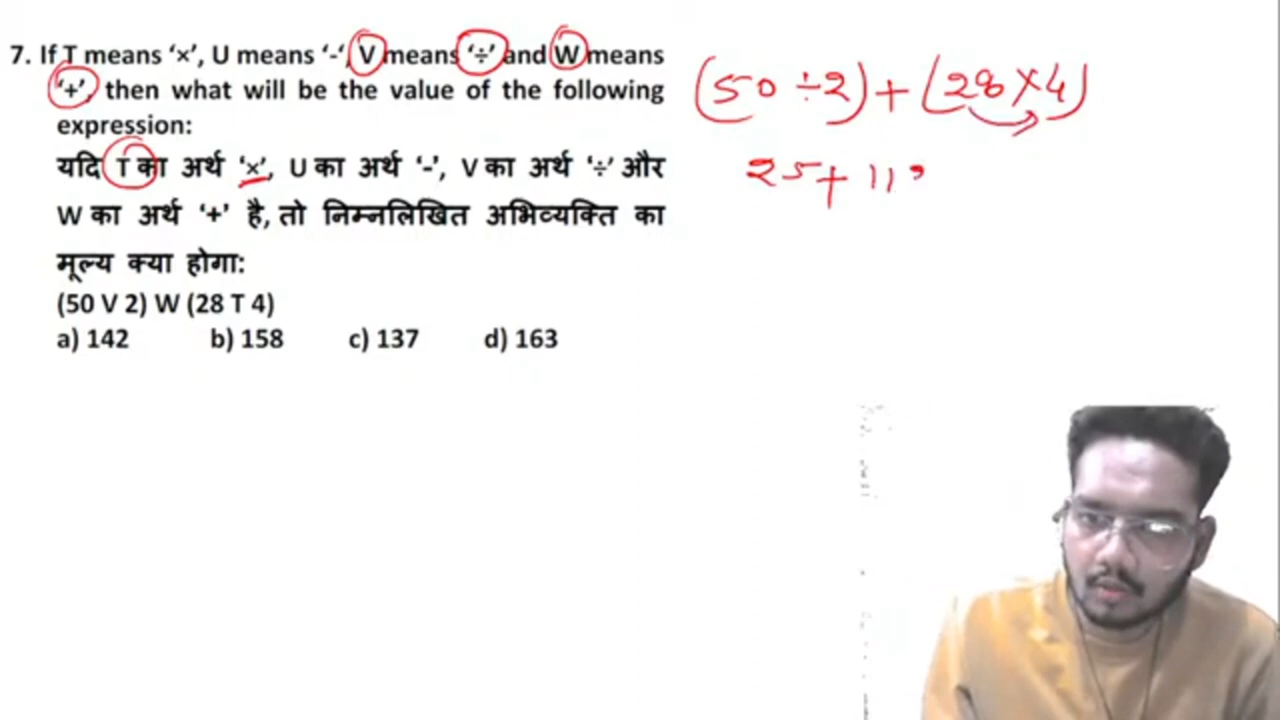 7. If T means ‘×’, U means ‘-‘, V means ‘÷’ and W means
‘+’, then what will be the value of the following
expression:
यदि T का अर्थ ‘×’, U का अर्थ ‘-’, V का अर्थ ‘÷’ और
W का अर्थ ‘+’ है, तो निम्नलिखित अभिव्यक्ति का
मूल्य क्या होगा:
(50 V 2) W (28 T 4)
a) 142 b) 158 c) 137 d) 163
(50 ÷ 2) + (28 × 4)
25 + 11